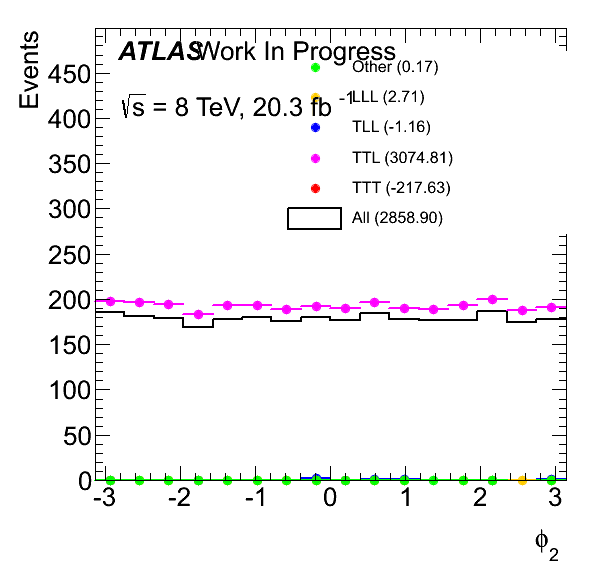 Events
ATLAS Work In Progress
√s = 8 TeV, 20.3 fb -1
Other (0.17)
LLL (2.71)
TLL (-1.16)
TTL (3074.81)
TTT (-217.63)
All (2858.90)
450
400
350
300
250
200
150
100
50
0
-3 -2 -1 0 1 2 3
ϕ2